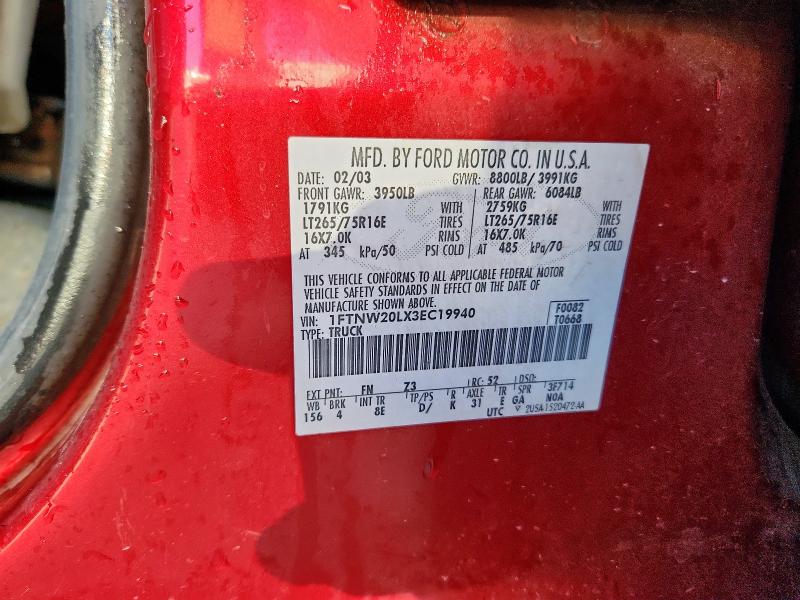 MFD. BY FORD MOTOR CO. IN U.S.A.
DATE: 02/03 GVWR: 8800LB/ 3991KG
FRONT GAWR: 3950LB REAR GAWR: 6084LB
1791KG WITH 2759KG WITH
LT265/75R16E TIRES LT265/75R16E TIRES
16X7.0K RIMS 16X7.0K RIMS
AT 345 kPa/50 PSI COLD AT 485 kPa/70 PSI COLD
THIS VEHICLE CONFORMS TO ALL APPLICABLE FEDERAL MOTOR
VEHICLE SAFETY STANDARDS IN EFFECT ON THE DATE OF
MANUFACTURE SHOWN ABOVE.
VIN: 1FTNW20LX3EC19940 F0082
TYPE: TRUCK T0668
EXT PNT: FN Z3 RC: 52 DSO:
WB BRK INT TR TP/PS R AXLE TR SPR 3F714
156 4 8E D/ K 31 E GA N0A
UTC ▽ 2USA-1520472-AA